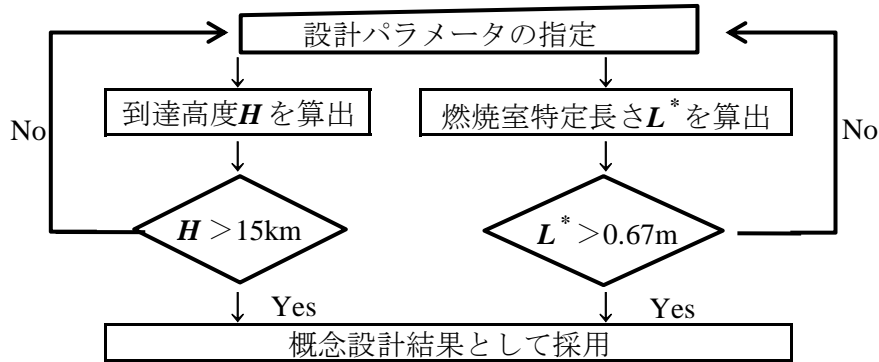 設計パラメータの指定
到達高度H を算出
燃焼室特定長さL* を算出
No
No
H ＞15km
L* ＞0.67m
Yes
Yes
概念設計結果として採用